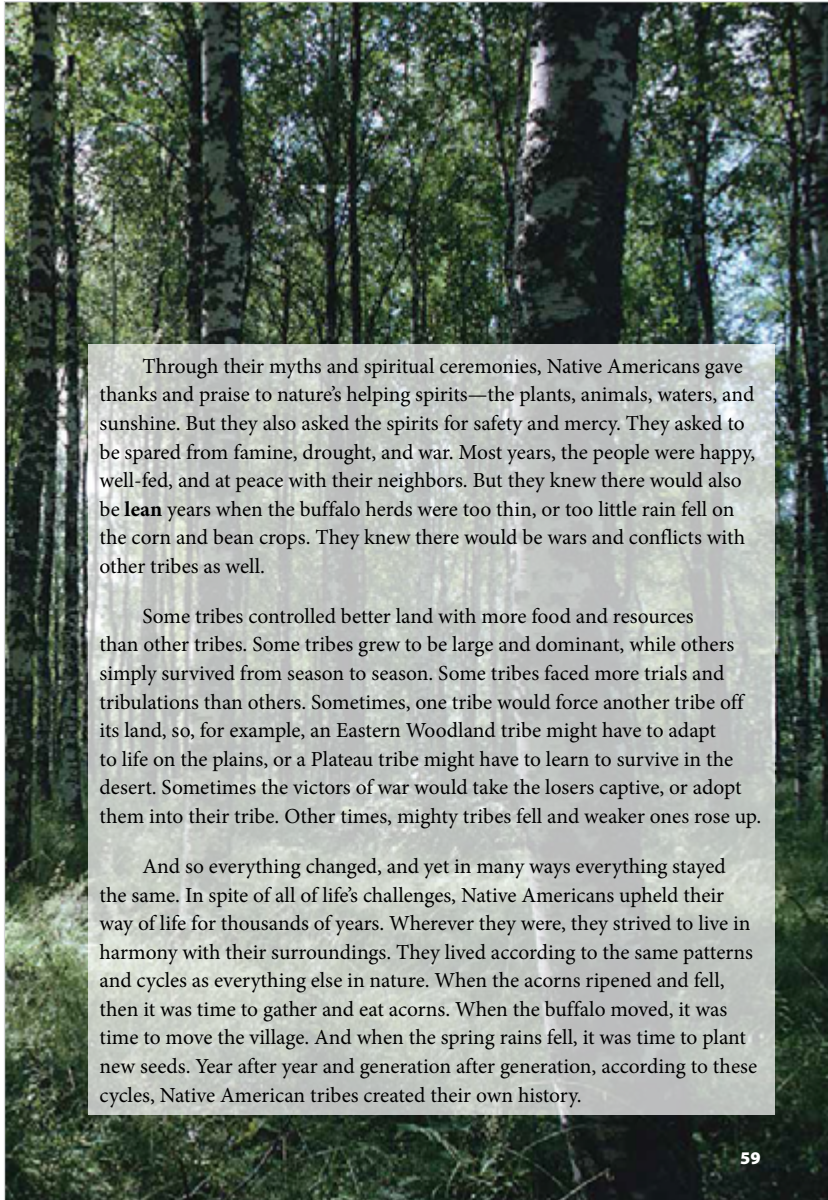 Through their myths and spiritual ceremonies, Native Americans gave
thanks and praise to nature’s helping spirits—the plants, animals, waters, and
sunshine. But they also asked the spirits for safety and mercy. They asked to
be spared from famine, drought, and war. Most years, the people were happy,
well-fed, and at peace with their neighbors. But they knew there would also
be lean years when the buffalo herds were too thin, or too little rain fell on
the corn and bean crops. They knew there would be wars and conflicts with
other tribes as well.
Some tribes controlled better land with more food and resources
than other tribes. Some tribes grew to be large and dominant, while others
simply survived from season to season. Some tribes faced more trials and
tribulations than others. Sometimes, one tribe would force another tribe off
its land, so, for example, an Eastern Woodland tribe might have to adapt
to life on the plains, or a Plateau tribe might have to learn to survive in the
desert. Sometimes the victors of war would take the losers captive, or adopt
them into their tribe. Other times, mighty tribes fell and weaker ones rose up.
And so everything changed, and yet in many ways everything stayed
the same. In spite of all of life’s challenges, Native Americans upheld their
way of life for thousands of years. Wherever they were, they strived to live in
harmony with their surroundings. They lived according to the same patterns
and cycles as everything else in nature. When the acorns ripened and fell,
then it was time to gather and eat acorns. When the buffalo moved, it was
time to move the village. And when the spring rains fell, it was time to plant
new seeds. Year after year and generation after generation, according to these
cycles, Native American tribes created their own history.
59